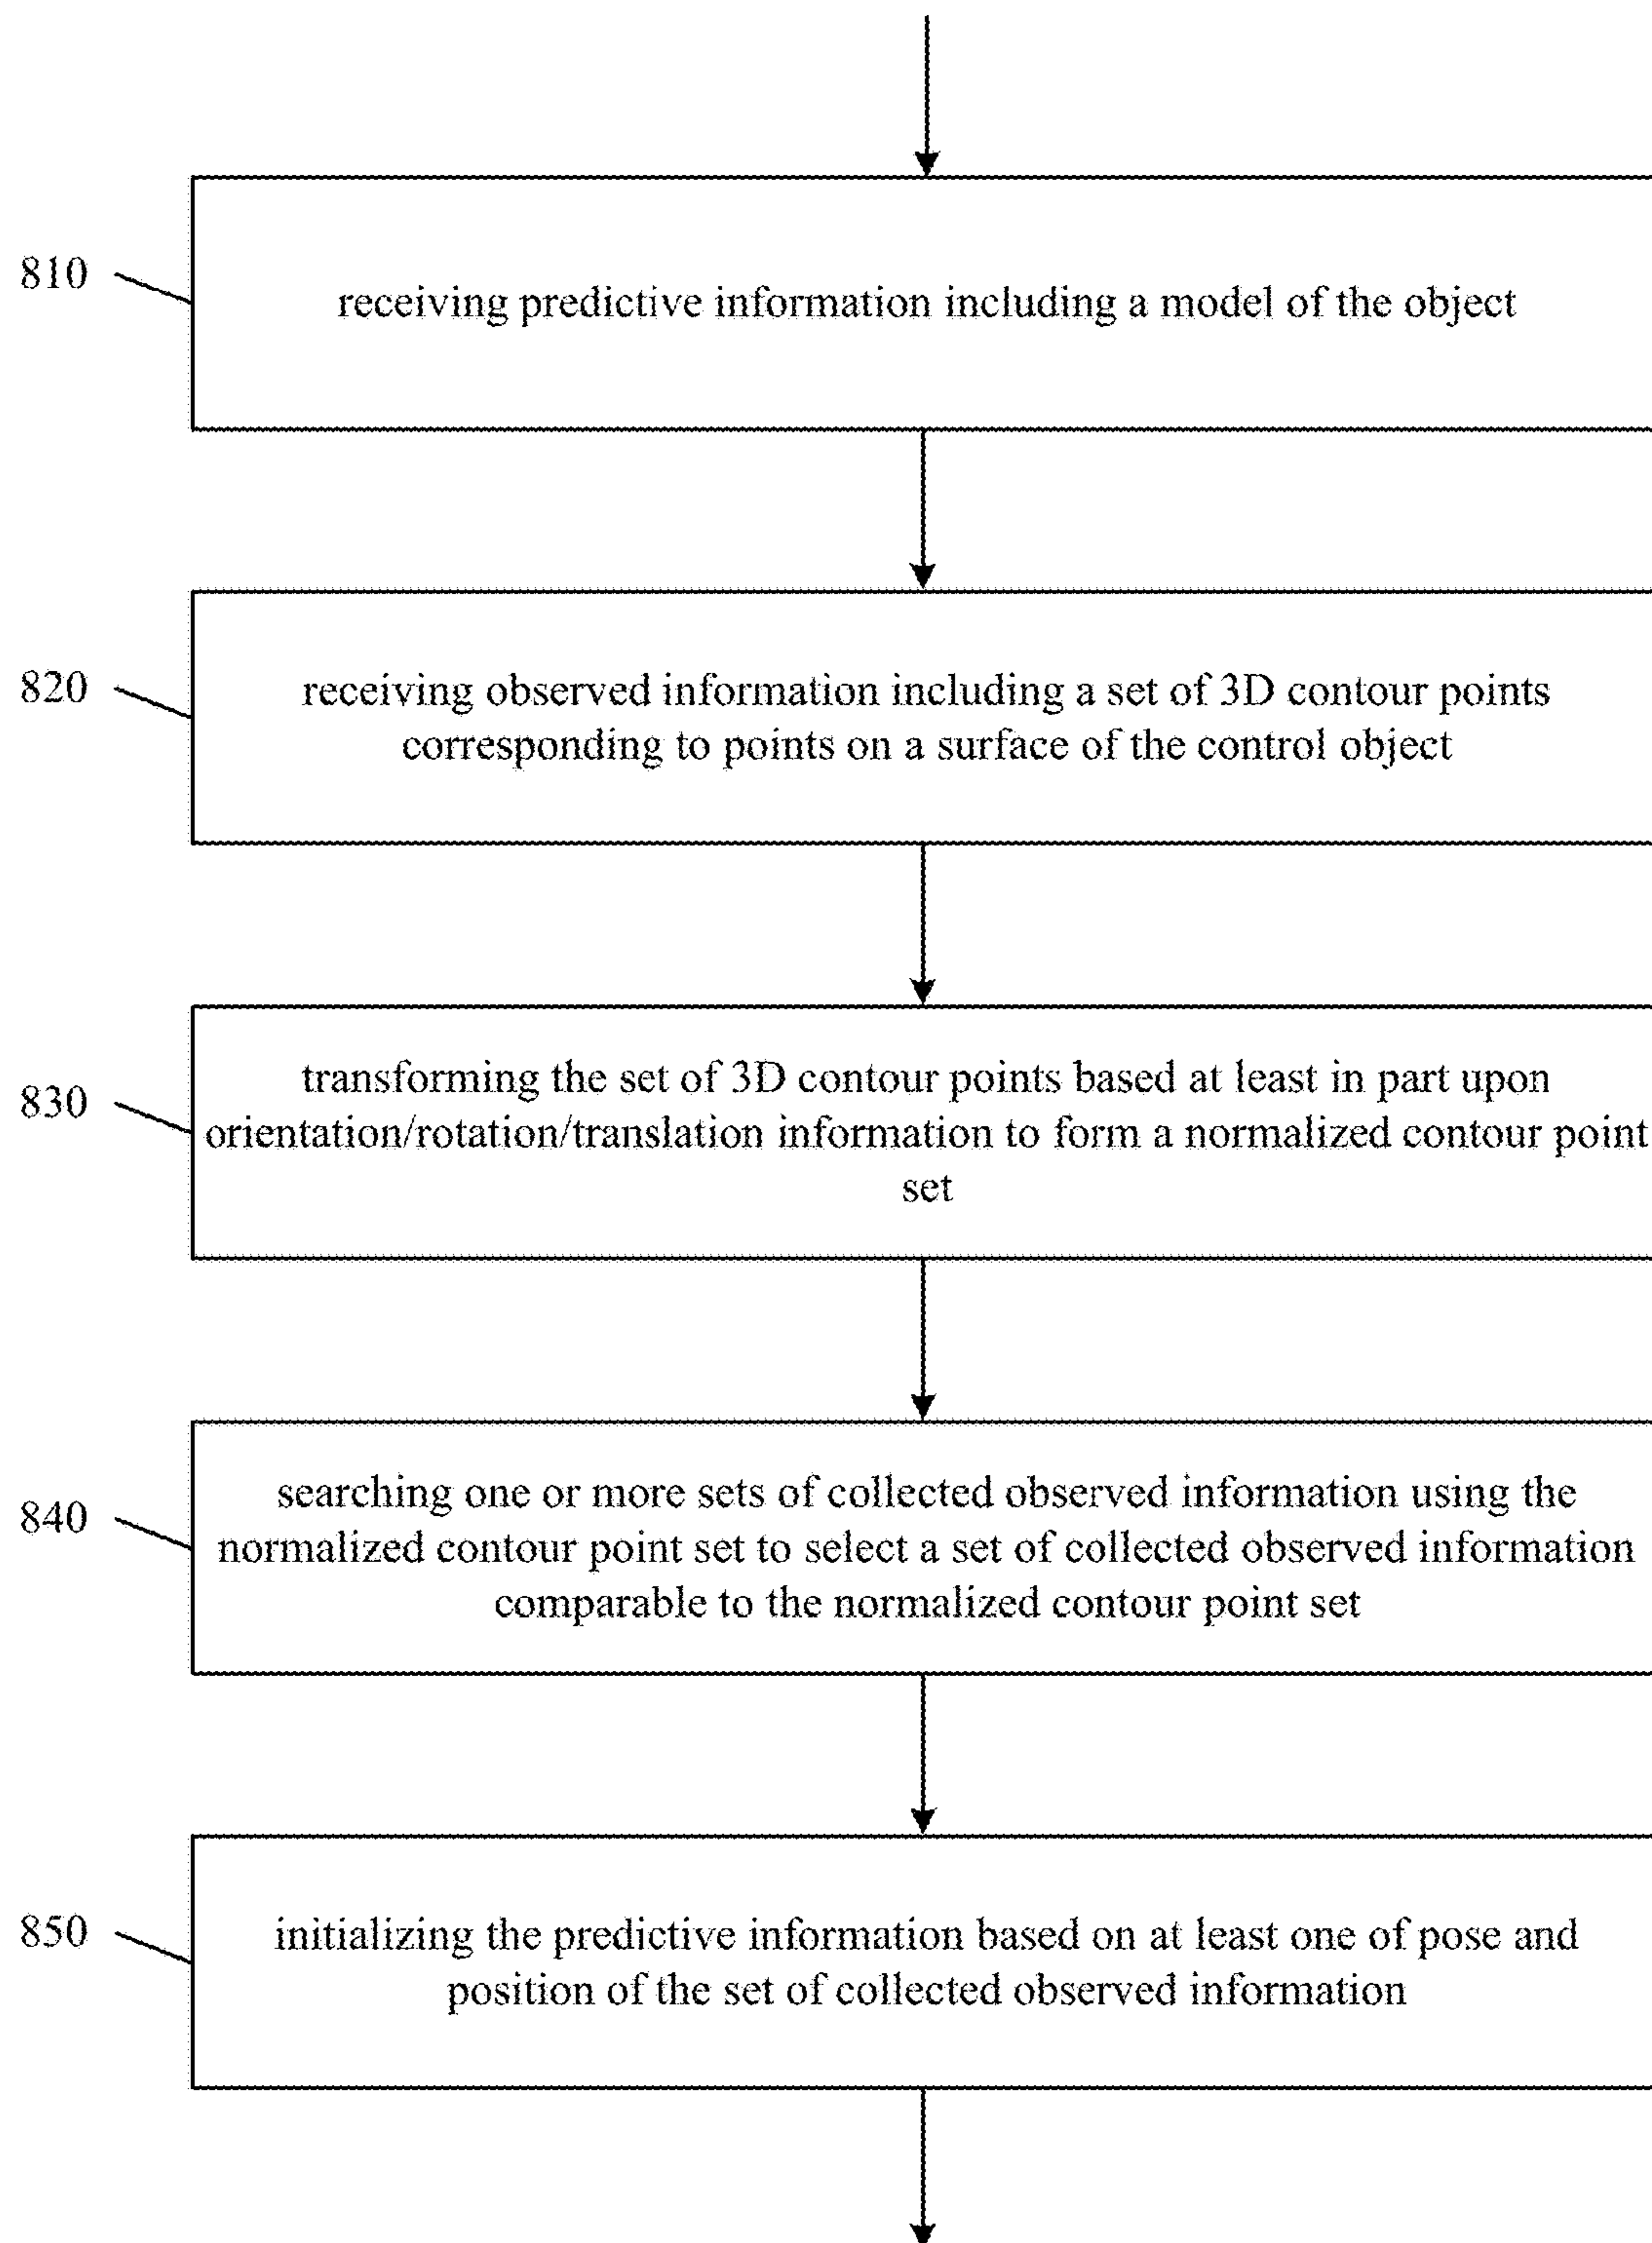 810
receiving predictive information including a model of the object
820
receiving observed information including a set of 3D contour points
corresponding to points on a surface of the control object
830
transforming the set of 3D contour points based at least in part upon
orientation/rotation/translation information to form a normalized contour point
set
840
searching one or more sets of collected observed information using the
normalized contour point set to select a set of collected observed information
comparable to the normalized contour point set
850
initializing the predictive information based on at least one of pose and
position of the set of collected observed information